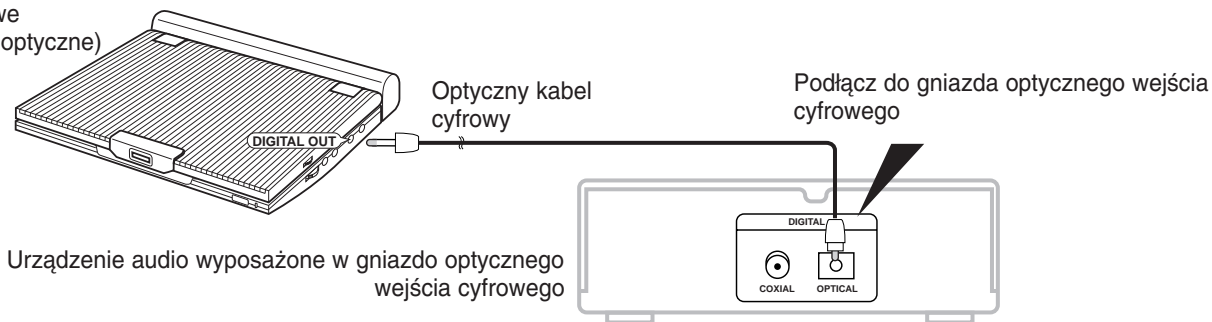 optyczne)
Optyczny kabel
cyfrowy
Podłącz do gniazda optycznego wejścia
cyfrowego
DIGITAL OUT
DIGITAL
COXIAL OPTICAL
Urządzenie audio wyposażone w gniazdo optycznego
wejścia cyfrowego